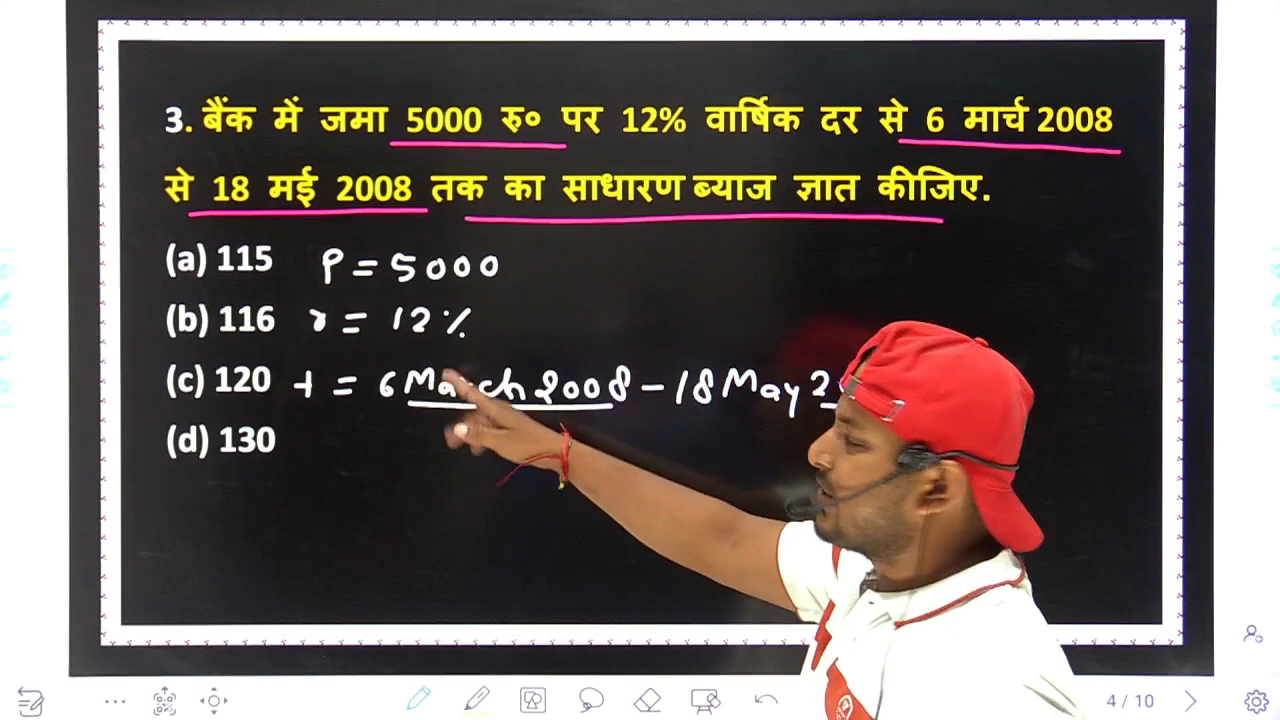 3. बैंक में जमा 5000 रु० पर 12% वार्षिक दर से 6 मार्च 2008
से 18 मई 2008 तक का साधारण ब्याज ज्ञात कीजिए.
(a) 115 P = 5000
(b) 116 r = 12%
(c) 120 t = 6 March 2008 - 18 May 2
(d) 130
4 / 10